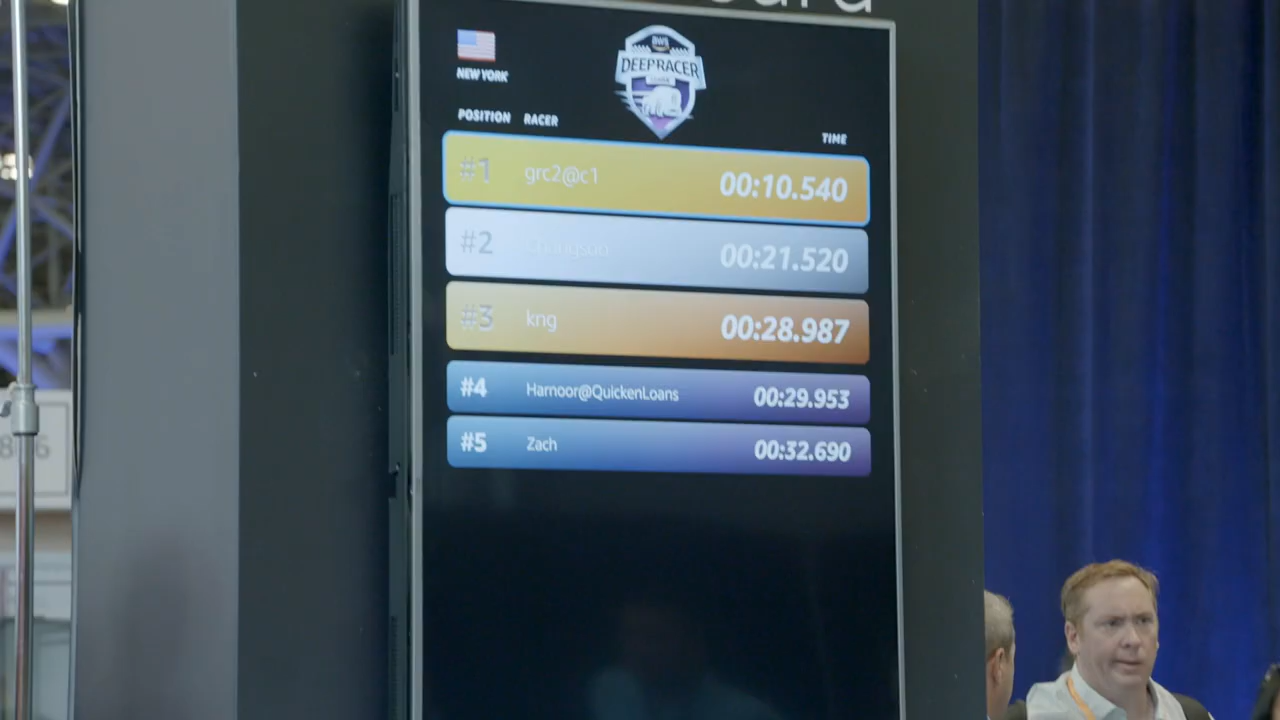 NEW YORK
AWS
DEEPRACER
POSITION RACER TIME
#1 grc2@c1 00:10.540
#2 00:21.520
#3 kng 00:28.987
#4 Harnoor@QuickenLoans 00:29.953
#5 Zach 00:32.690